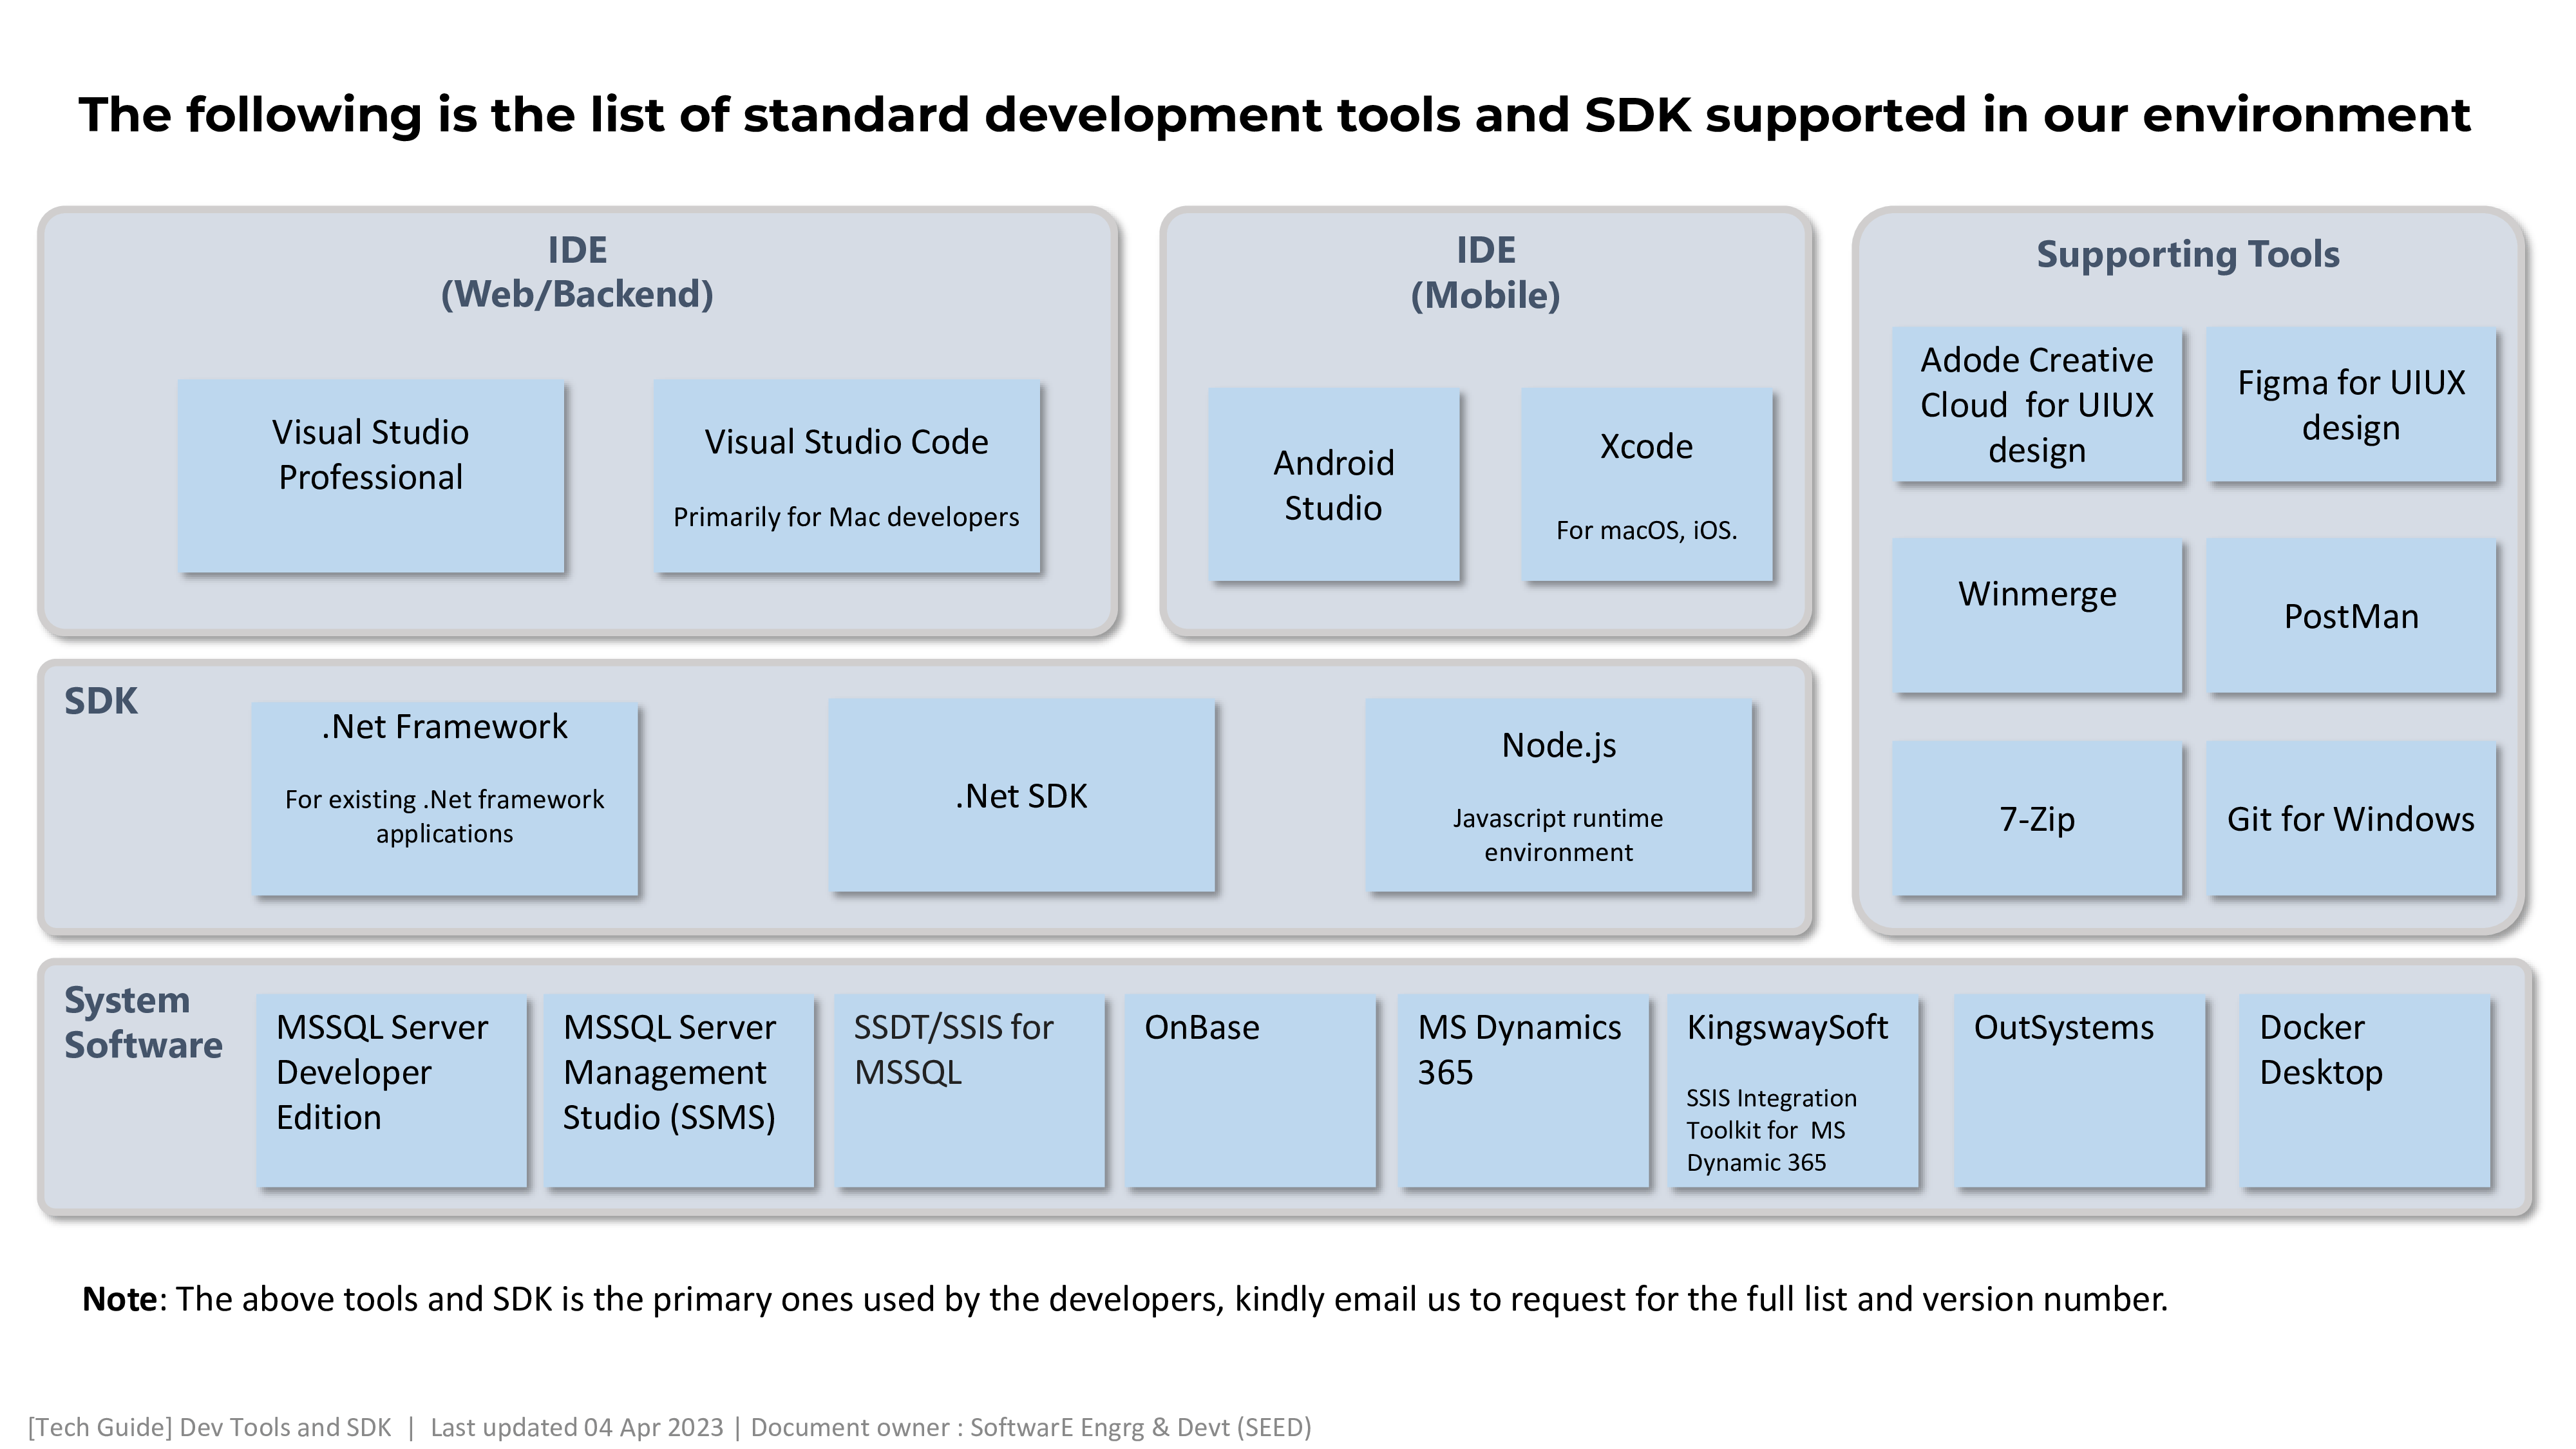 The following is the list of standard development tools and SDK supported in our environment
IDE
(Web/Backend)
Visual Studio
Professional
Visual Studio Code
Primarily for Mac developers
IDE
(Mobile)
Android
Studio
Xcode
For macOS, iOS.
Supporting Tools
Adode Creative
Cloud  for UIUX
design
Figma for UIUX
design
Winmerge
PostMan
7-Zip
Git for Windows
SDK
.Net Framework
For existing .Net framework
applications
.Net SDK
Node.js
Javascript runtime
environment
System
Software
MSSQL Server
Developer
Edition
MSSQL Server
Management
Studio (SSMS)
SSDT/SSIS for
MSSQL
OnBase
MS Dynamics
365
KingswaySoft
SSIS Integration
Toolkit for  MS
Dynamic 365
OutSystems
Docker
Desktop
Note: The above tools and SDK is the primary ones used by the developers, kindly email us to request for the full list and version number.
[Tech Guide] Dev Tools and SDK  |  Last updated 04 Apr 2023 | Document owner : SoftwarE Engrg & Devt (SEED)